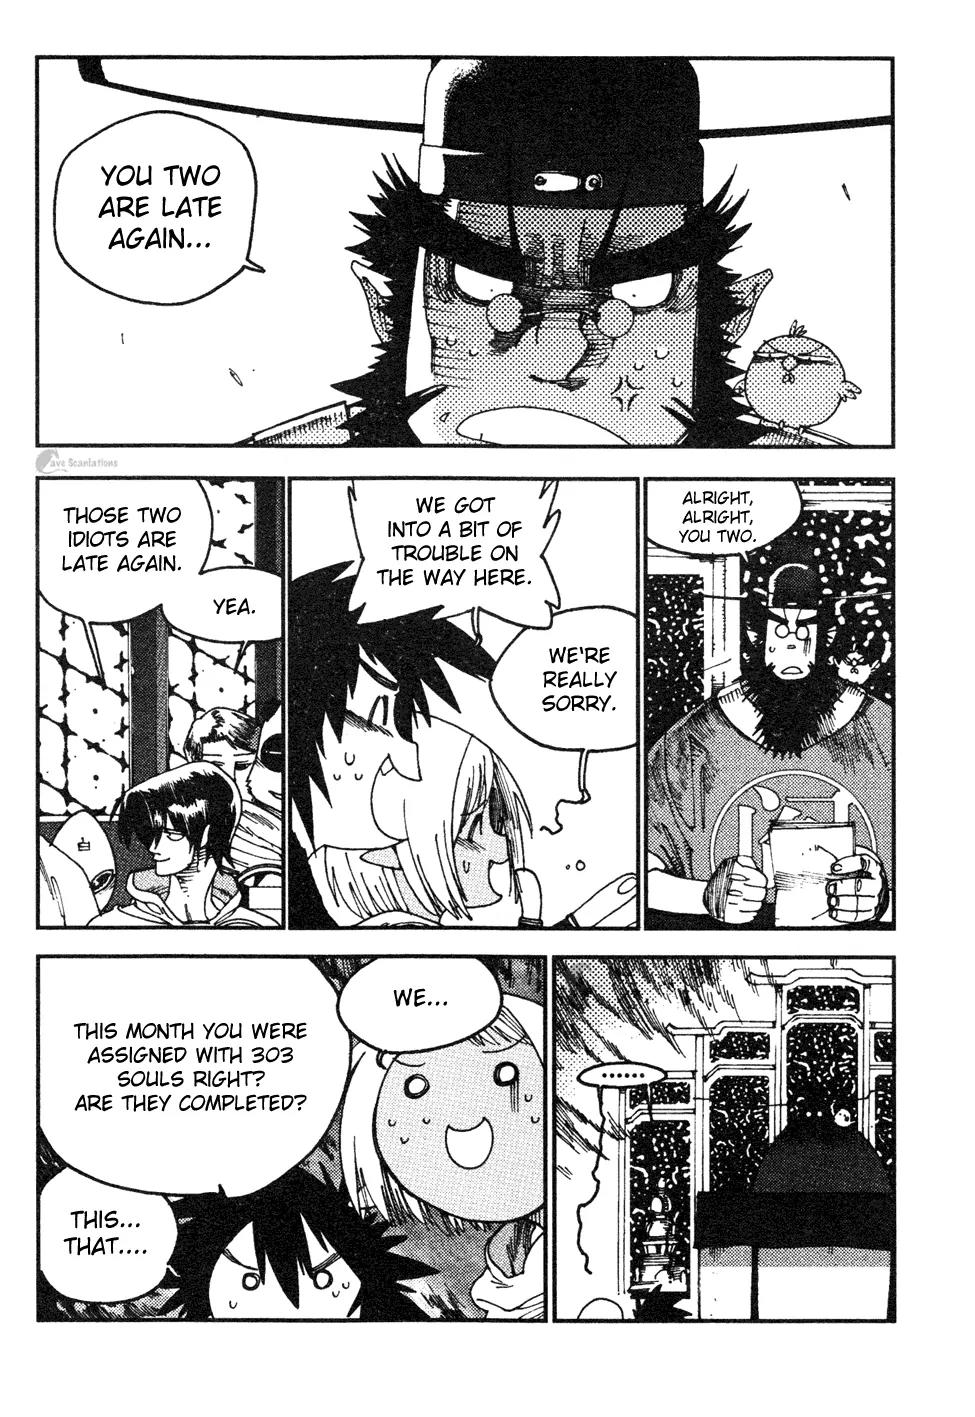 YOU TWO
ARE LATE
AGAIN...
ave Scanlations
THOSE TWO
IDIOTS ARE
LATE AGAIN.
YEA.
WE GOT
INTO A BIT OF
TROUBLE ON
THE WAY HERE.
WE'RE
REALLY
SORRY.
ALRIGHT,
ALRIGHT,
YOU TWO.
WE...
THIS MONTH YOU WERE
ASSIGNED WITH 303
SOULS RIGHT?
ARE THEY COMPLETED?
THIS...
THAT....
......